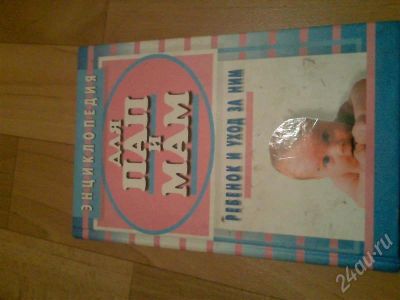 ЭНЦИКЛОПЕДИЯ
ДЛЯ
ПАП
И
МАМ
РЕБЕНОК И УХОД ЗА НИМ
24au.ru